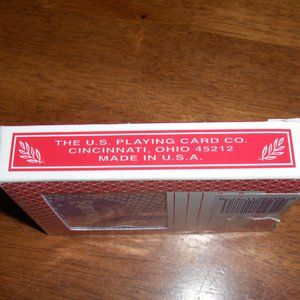 THE U.S. PLAYING CARD CO.
CINCINNATI, OHIO 45212
MADE IN U.S.A.